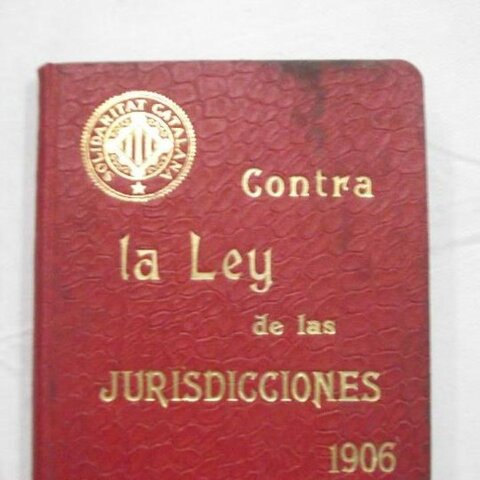 SOLIDARITAT CATALANA
Contra
la Ley
de las
JURISDICCIONES
1906